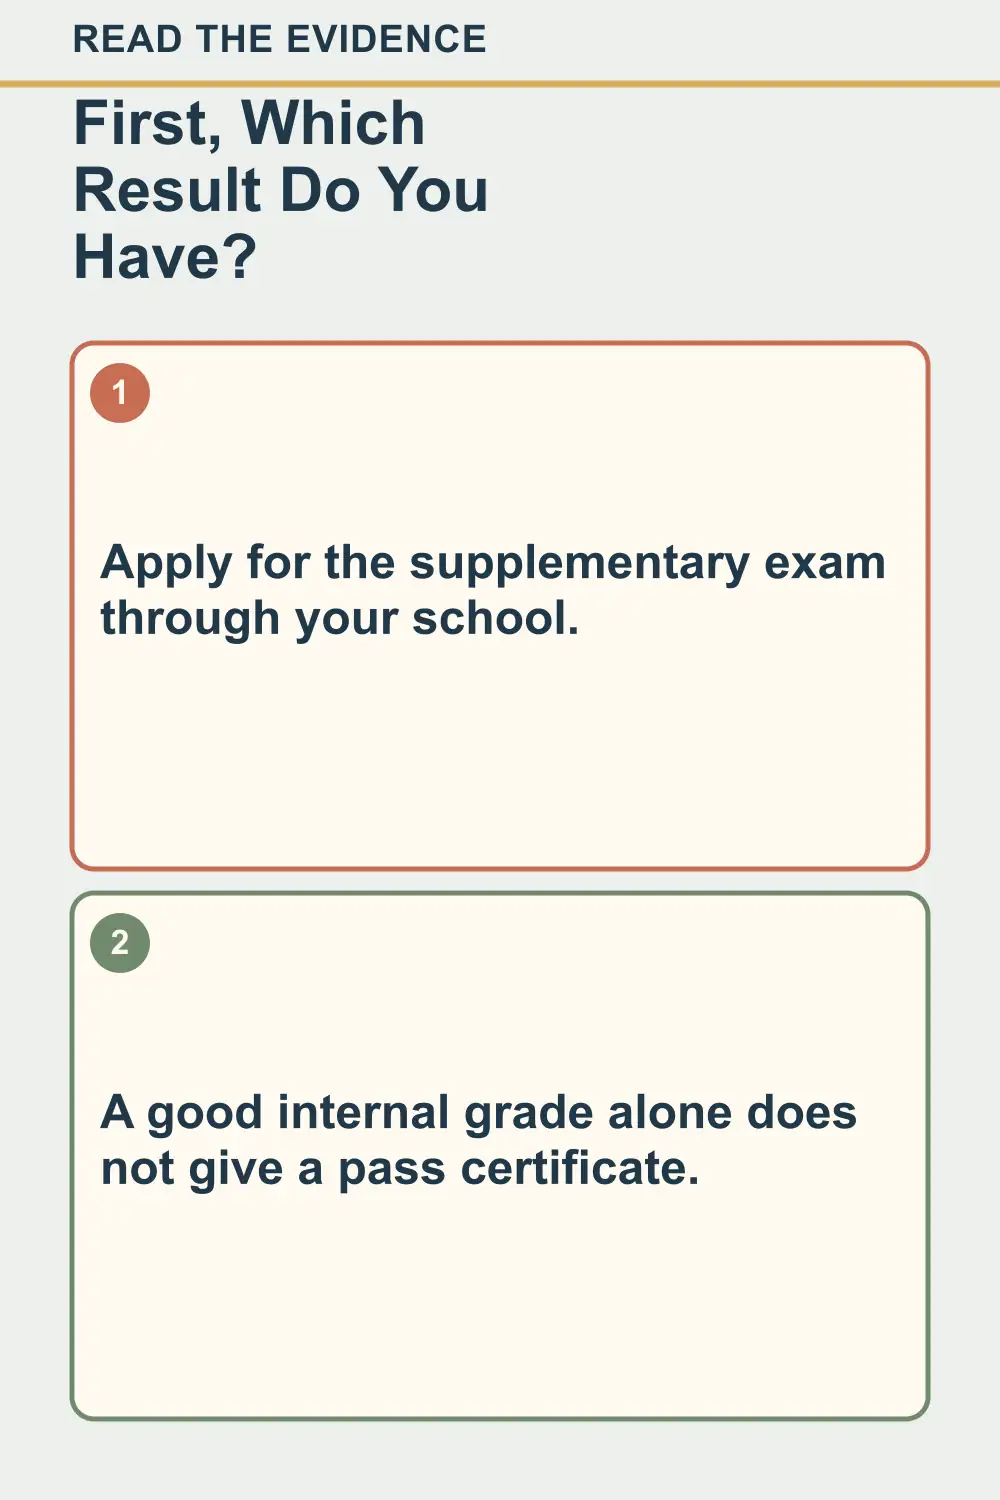 READ THE EVIDENCE
First, Which
Result Do You
Have?
1
Apply for the supplementary exam
through your school.
2
A good internal grade alone does
not give a pass certificate.